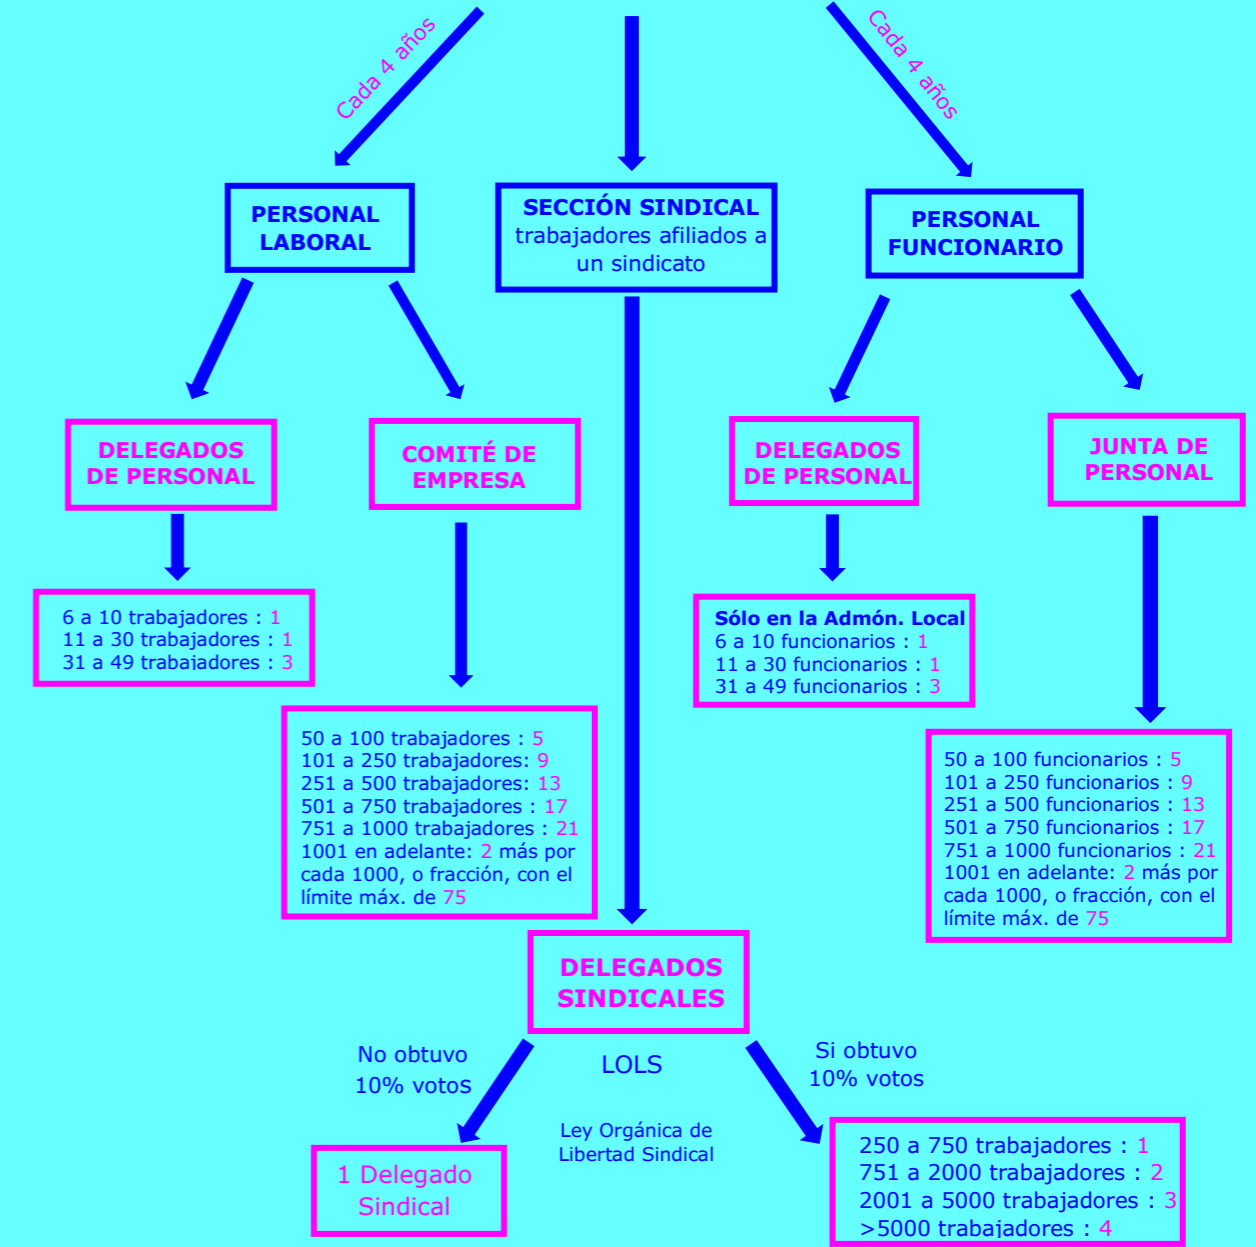 Cada 4 años
Cada 4 años
PERSONAL
LABORAL
SECCIÓN SINDICAL
trabajadores afiliados a
un sindicato
PERSONAL
FUNCIONARIO
DELEGADOS
DE PERSONAL
COMITÉ DE
EMPRESA
DELEGADOS
DE PERSONAL
JUNTA DE
PERSONAL
6 a 10 trabajadores : 1
11 a 30 trabajadores : 1
31 a 49 trabajadores : 3
Sólo en la Admón. Local
6 a 10 funcionarios : 1
11 a 30 funcionarios : 1
31 a 49 funcionarios : 3
50 a 100 trabajadores : 5
101 a 250 trabajadores: 9
251 a 500 trabajadores: 13
501 a 750 trabajadores : 17
751 a 1000 trabajadores : 21
1001 en adelante: 2 más por
cada 1000, o fracción, con el
límite máx. de 75
50 a 100 funcionarios : 5
101 a 250 funcionarios : 9
251 a 500 funcionarios : 13
501 a 750 funcionarios : 17
751 a 1000 funcionarios : 21
1001 en adelante: 2 más por
cada 1000, o fracción, con el
límite máx. de 75
DELEGADOS
SINDICALES
No obtuvo
10% votos
LOLS
Si obtuvo
10% votos
Ley Orgánica de
Libertad Sindical
1 Delegado
Sindical
250 a 750 trabajadores : 1
751 a 2000 trabajadores : 2
2001 a 5000 trabajadores : 3
>5000 trabajadores : 4